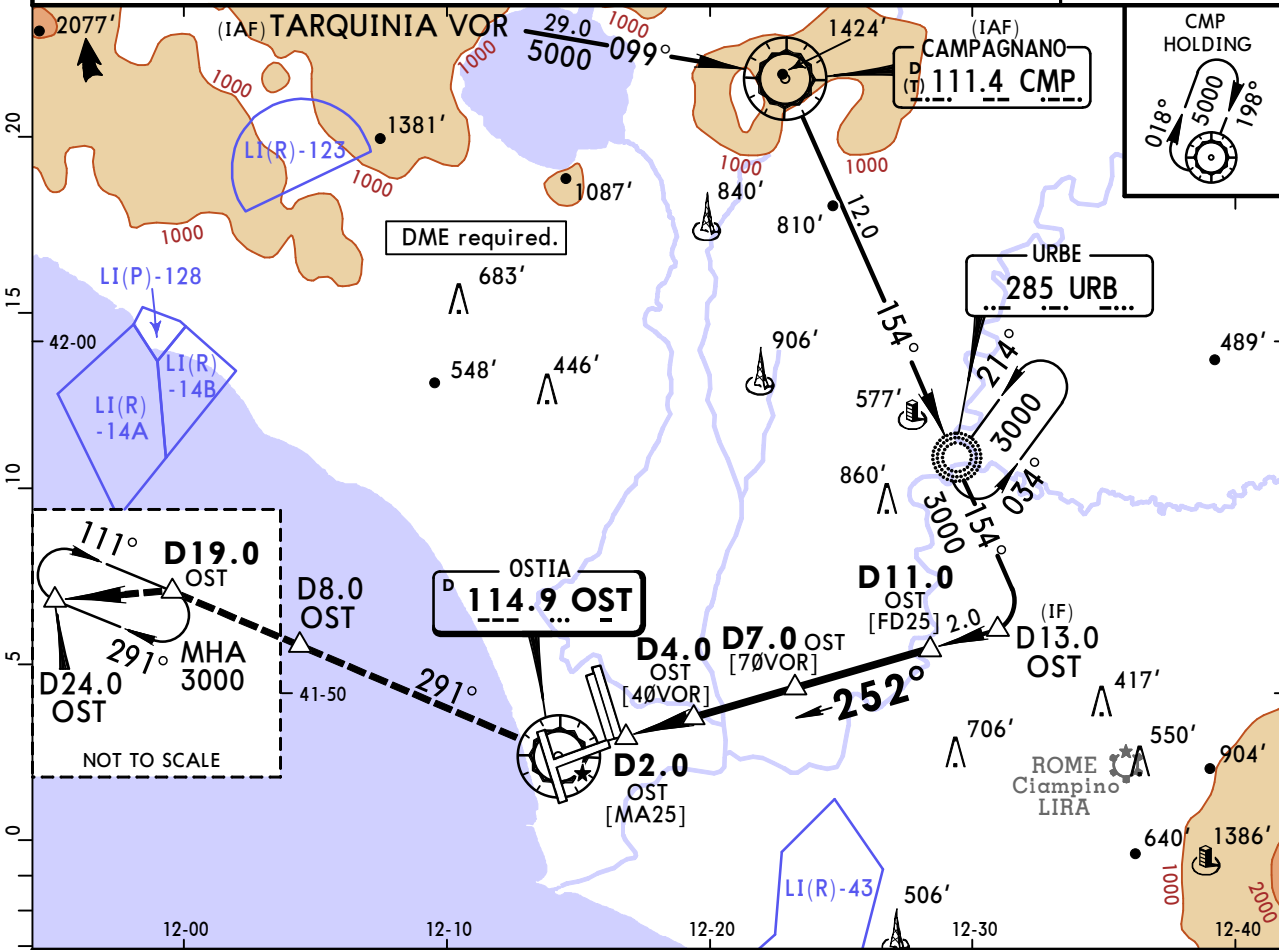 2077'
(IAF) TARQUINIA VOR
29.0
5000
099°
1000
1424'
(IAF)
CAMPAGNANO
D
(T) 111.4 CMP
CMP
HOLDING
018°
5000
198°
1000
1000
20
LI(R)-123
1381'
1000
1087'
1000
1000
840'
810'
12.0
1000
DME required.
LI(P)-128
683'
URBE
285 URB
15
42-00
LI(R)
-14B
LI(R)
-14A
548'
446'
906'
154°
214°
489'
577'
3000
10
860'
034°
3000
154°
111°
D19.0
OST
291°
MHA
3000
D24.0
OST
NOT TO SCALE
D8.0
OST
OSTIA
D
114.9 OST
D11.0
OST
[FD25]
2.0
(IF)
D13.0
OST
D4.0
OST
[40VOR]
D7.0 OST
[70VOR]
5
41-50
291°
252°
417'
706'
550'
904'
ROME
Ciampino
LIRA
D2.0
OST
[MA25]
0
640'
1386'
LI(R)-43
506'
1000
2000
12-00
12-10
12-20
12-30
12-40